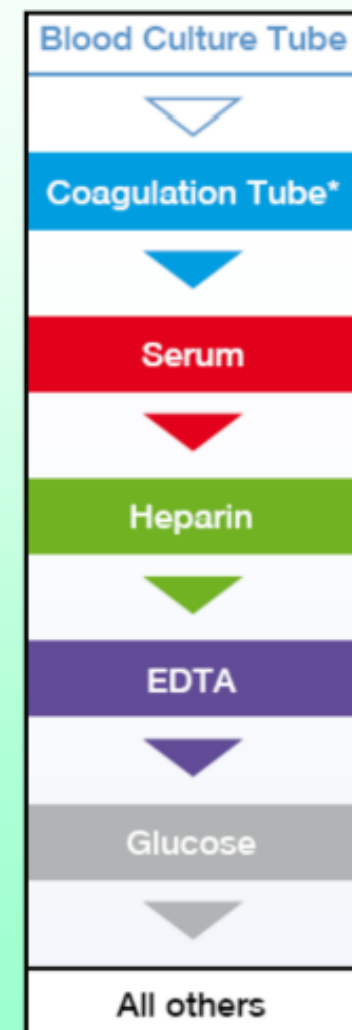 Blood Culture Tube
Coagulation Tube*
Serum
Heparin
EDTA
Glucose
All others